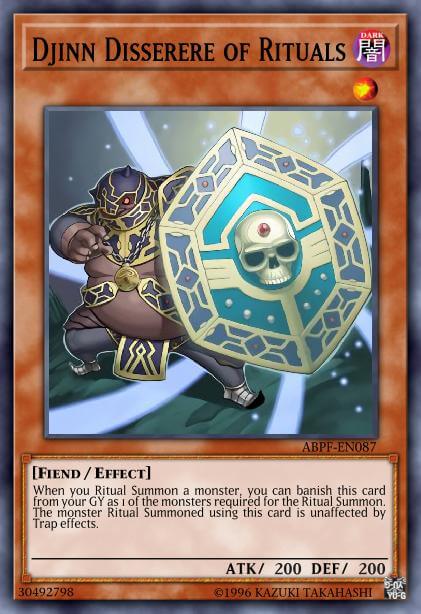 Djinn Disserere of Rituals
DARK
闇
ABPF-EN087
[Fiend / Effect]
When you Ritual Summon a monster, you can banish this card
from your GY as 1 of the monsters required for the Ritual Summon.
The monster Ritual Summoned using this card is unaffected by
Trap effects.
ATK/ 200 DEF/ 200
30492798
©1996 KAZUKI TAKAHASHI